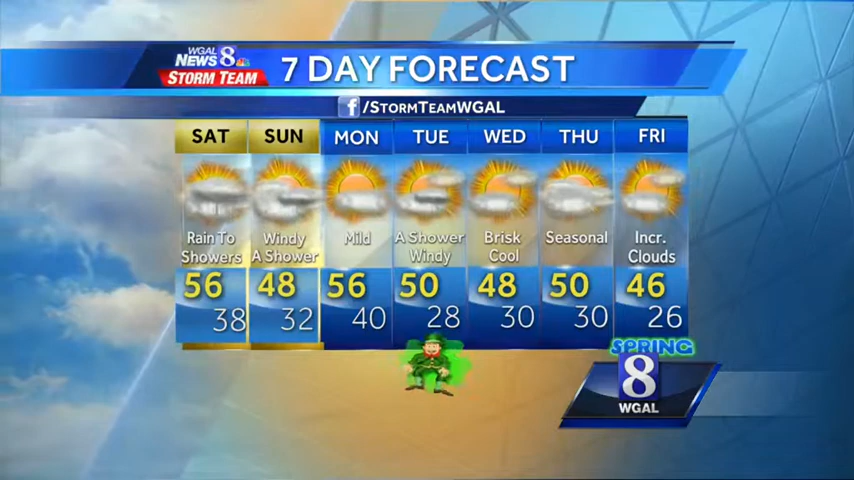 WGAL
NEWS 8
STORM TEAM
7 DAY FORECAST
f/STORMTEAMWGAL
SAT SUN MON TUE WED THU FRI
Rain To Showers
Windy A Shower
Mild
A Shower Windy
Brisk Cool
Seasonal
Incr. Clouds
56 48 56 50 48 50 46
38 32 40 28 30 30 26
SPRING
8
WGAL